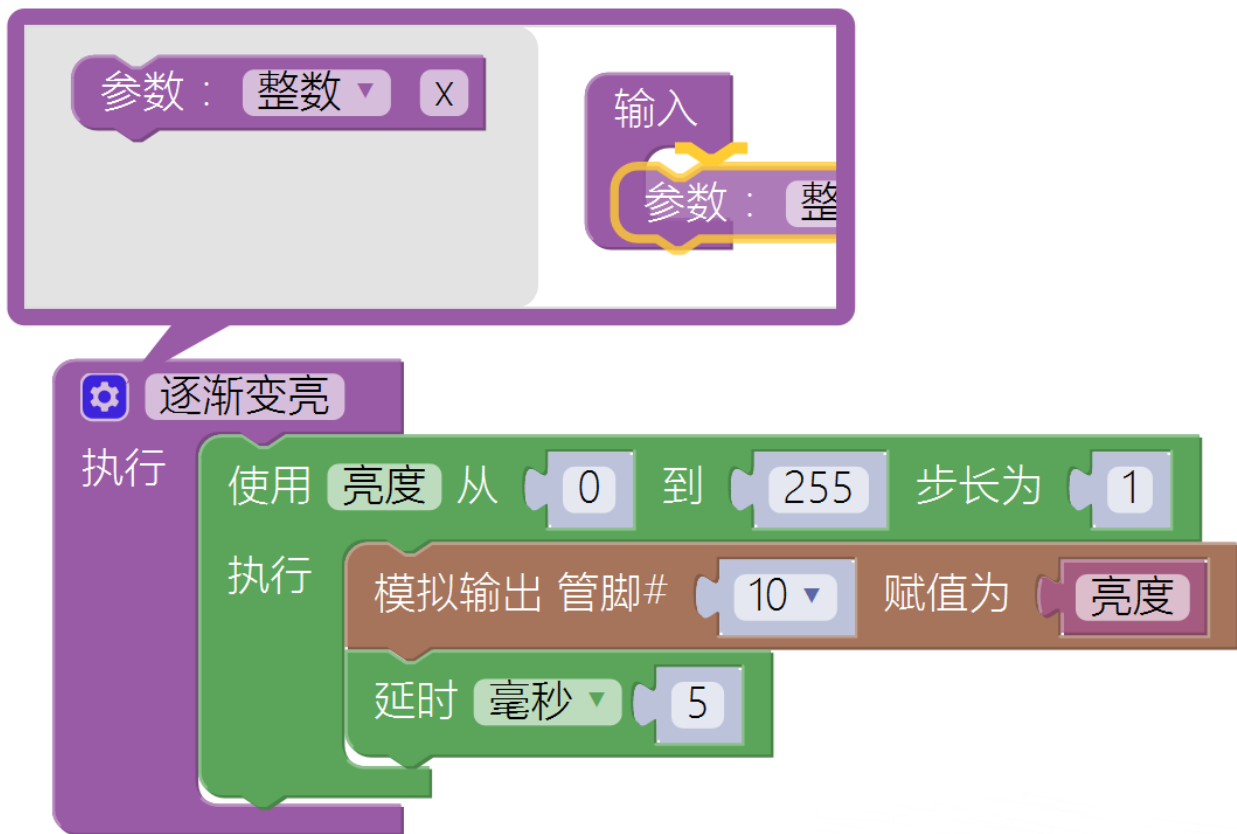 参数： 整数 x
输入
参数： 整
逐渐变亮
执行
使用 亮度 从 0 到 255 步长为 1
执行
模拟输出 管脚# 10 赋值为 亮度
延时 毫秒 5